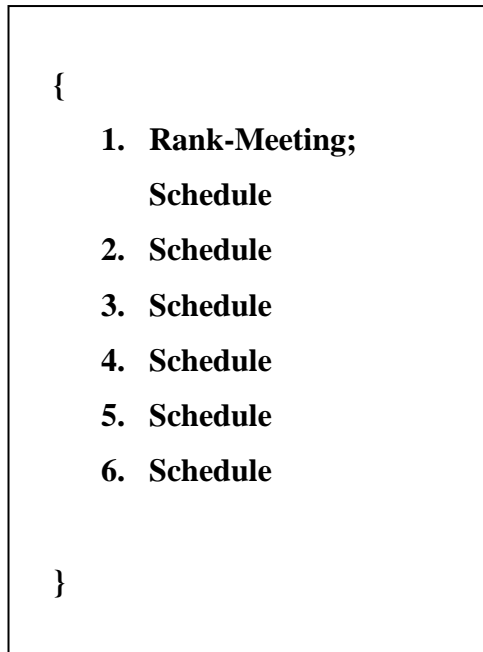 {
1. Rank-Meeting;
Schedule
2. Schedule
3. Schedule
4. Schedule
5. Schedule
6. Schedule
}